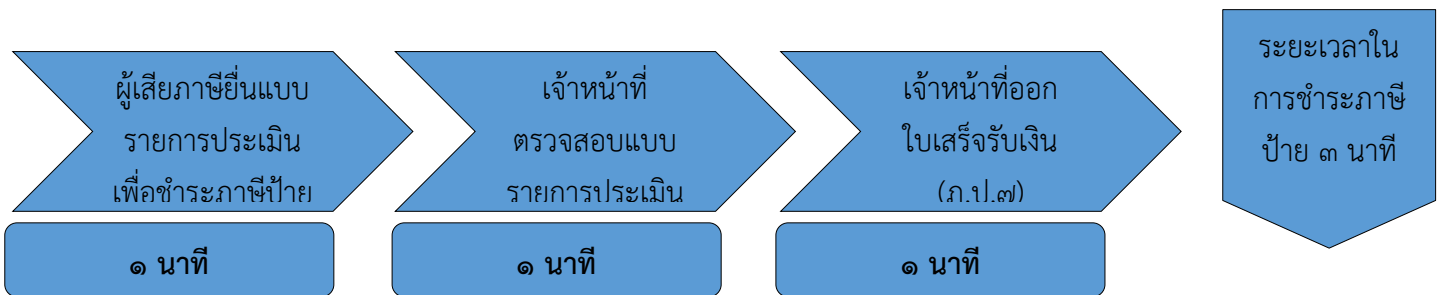 ผู้เสียภาษียื่นแบบ
รายการประเมิน
เพื่อชำระภาษีป้าย
๑ นาที
เจ้าหน้าที่
ตรวจสอบแบบ
รายการประเมิน
๑ นาที
เจ้าหน้าที่ออก
ใบเสร็จรับเงิน
(ภ.ป.๗)
๑ นาที
ระยะเวลาใน
การชำระภาษี
ป้าย ๓ นาที